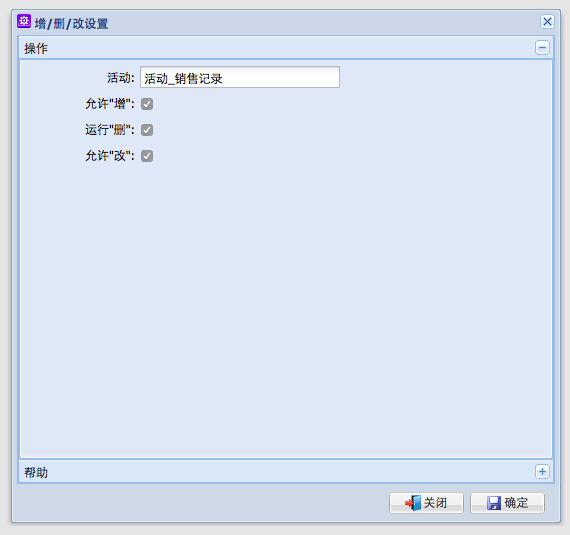 增/删/改设置
操作
活动: 活动_销售记录
允许"增":
运行"删":
允许"改":
帮助
关闭 确定